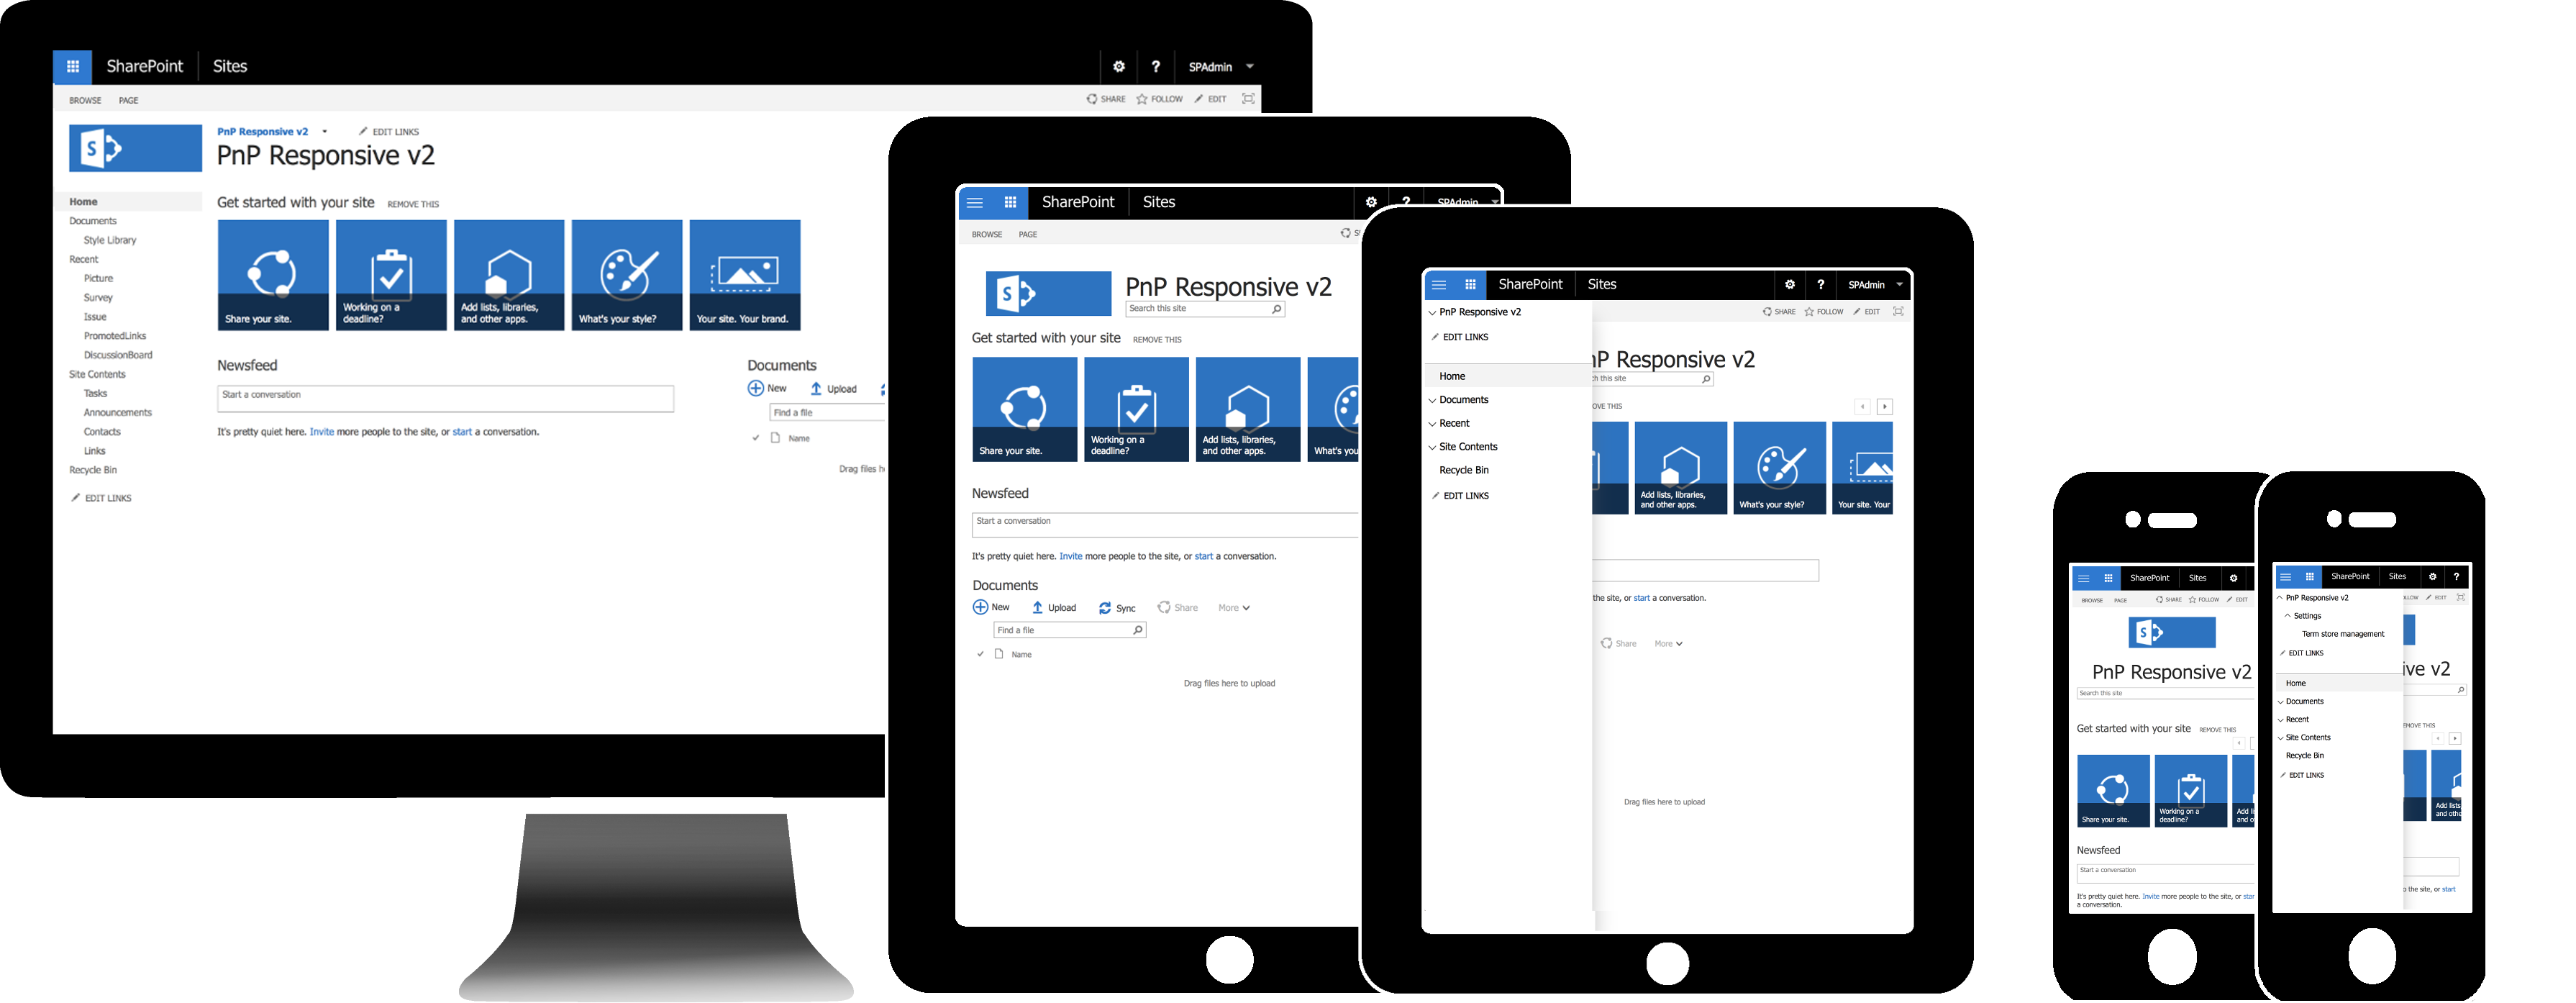 SharePoint Sites SPAdmin
BROWSE PAGE SHARE FOLLOW EDIT
PnP Responsive v2 EDIT LINKS
S PnP Responsive v2
Home
Documents
Style Library
Recent
Picture
Survey
Issue
PromotedLinks
DiscussionBoard
Site Contents
Tasks
Announcements
Contacts
Links
Recycle Bin
EDIT LINKS
Get started with your site REMOVE THIS
Share your site.
Working on a
deadline?
Add lists, libraries,
and other apps.
What's your style?
Your site. Your brand.
Newsfeed
Start a conversation
It's pretty quiet here. Invite more people to the site, or start a conversation.
Documents
New Upload
Find a file
Name
Drag files
SharePoint Sites ? SPAdmin
BROWSE PAGE
S PnP Responsive v2
Search this site
Get started with your site REMOVE THIS
Share your site.
Working on a
deadline?
Add lists, libraries,
and other apps.
What's
Newsfeed
Start a conversation
It's pretty quiet here. Invite more people to the site, or start a conversation.
Documents
New Upload Sync Share More
Find a file
Name
Drag files here to upload
SharePoint Sites ? SPAdmin
PnP Responsive v2
EDIT LINKS
Home
Documents
Recent
Site Contents
Recycle Bin
EDIT LINKS
SHARE FOLLOW EDIT
Responsive v2
this site
THIS
Add lists, libraries,
and other apps.
What's your style?
Your site. Your
the site, or start a conversation.
Share More
Drag files here to upload
SharePoint Sites
BROWSE PAGE SHARE FOLLOW EDIT
S
PnP Responsive v2
Search this site
Get started with your site REMOVE THIS
Share your site.
Working on a
deadline?
Newsfeed
Start a conversation
It's pretty quiet here. Invite more people to the site, or
a conversation.
SharePoint Sites ?
PnP Responsive v2
Settings
Term store management
EDIT LINKS
Home
Documents
Recent
Site Contents
Recycle Bin
EDIT LINKS
EDIT
v2
THIS
Add lists
and
the site, or start